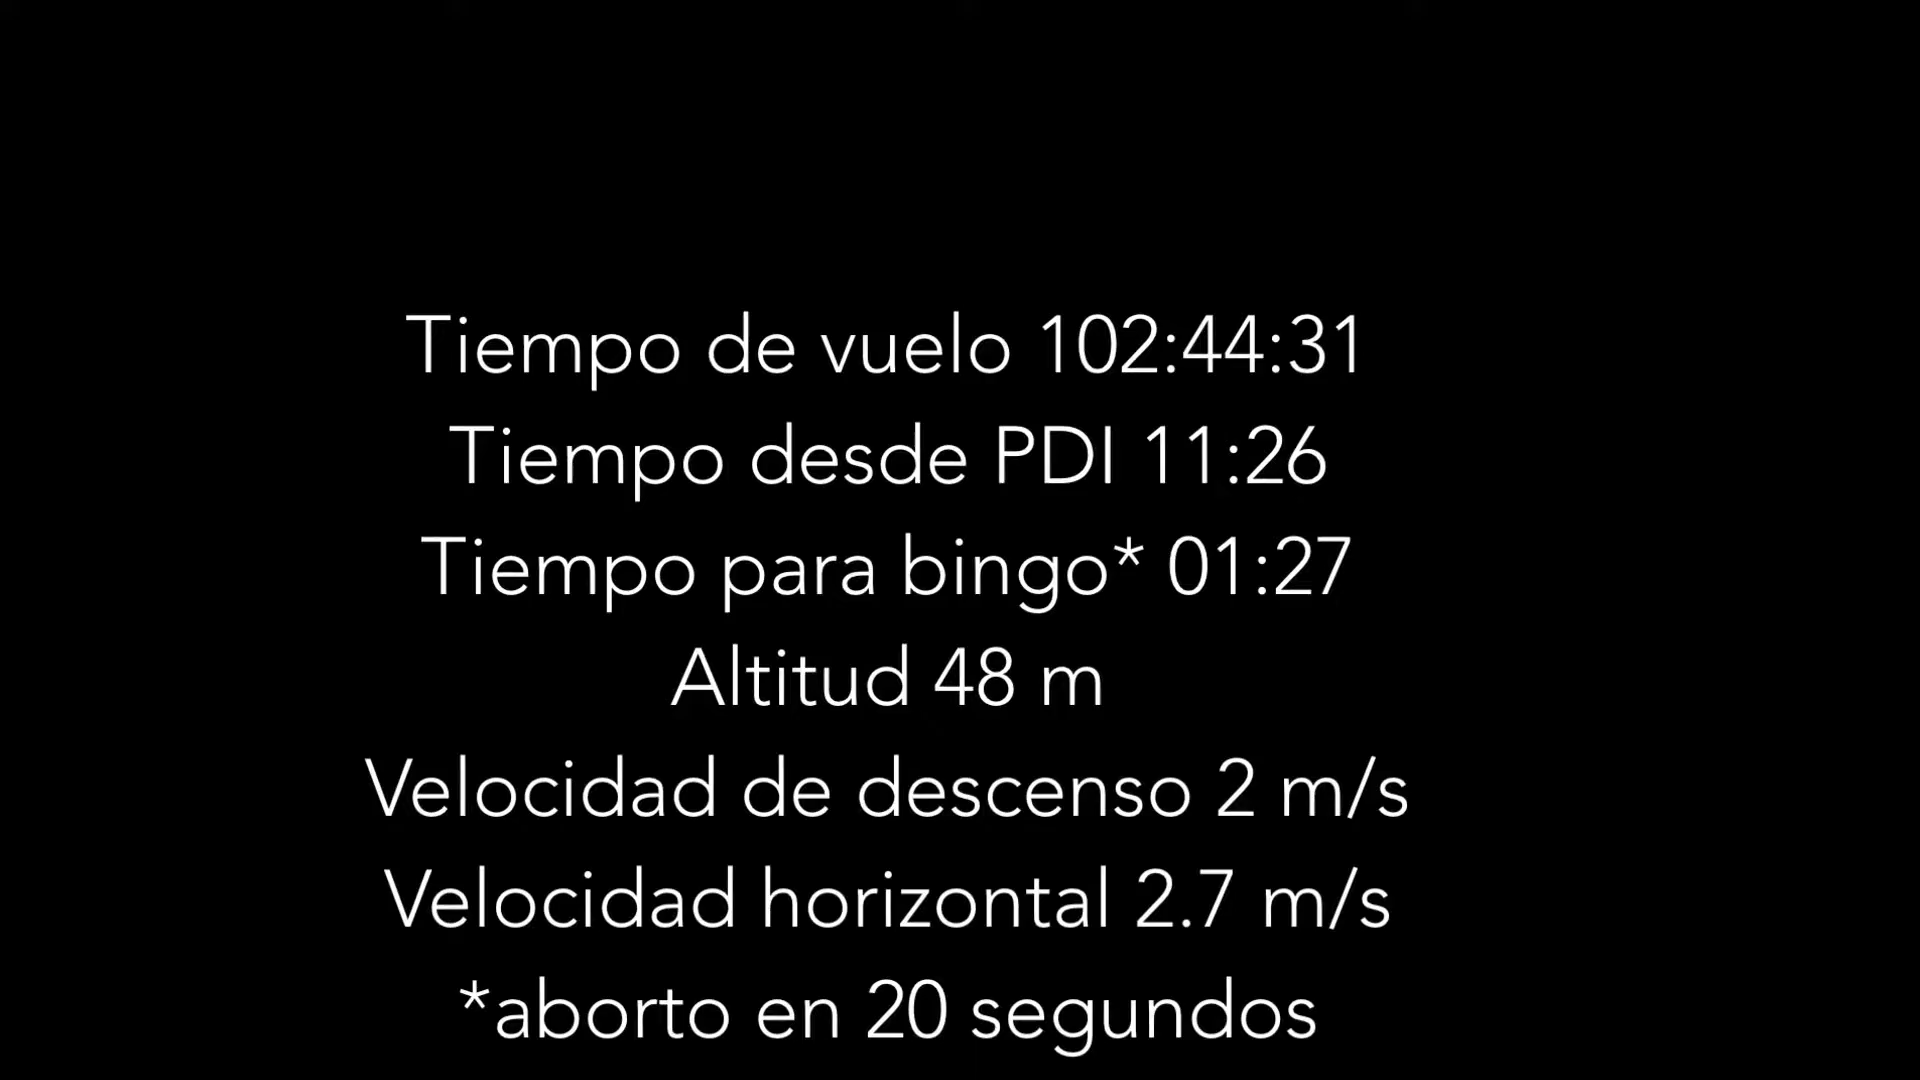 Tiempo de vuelo 102:44:31
Tiempo desde PDI 11:26
Tiempo para bingo* 01:27
Altitud 48 m
Velocidad de descenso 2 m/s
Velocidad horizontal 2.7 m/s
*aborto en 20 segundos